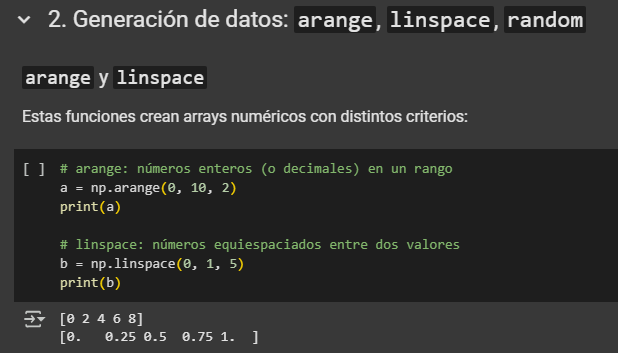 2. Generación de datos: arange, linspace, random
arange y linspace
Estas funciones crean arrays numéricos con distintos criterios:
[ ] # arange: números enteros (o decimales) en un rango
a = np.arange(0, 10, 2)
print(a)
# linspace: números equiespaciados entre dos valores
b = np.linspace(0, 1, 5)
print(b)
[0 2 4 6 8]
[0.   0.25 0.5  0.75 1.  ]